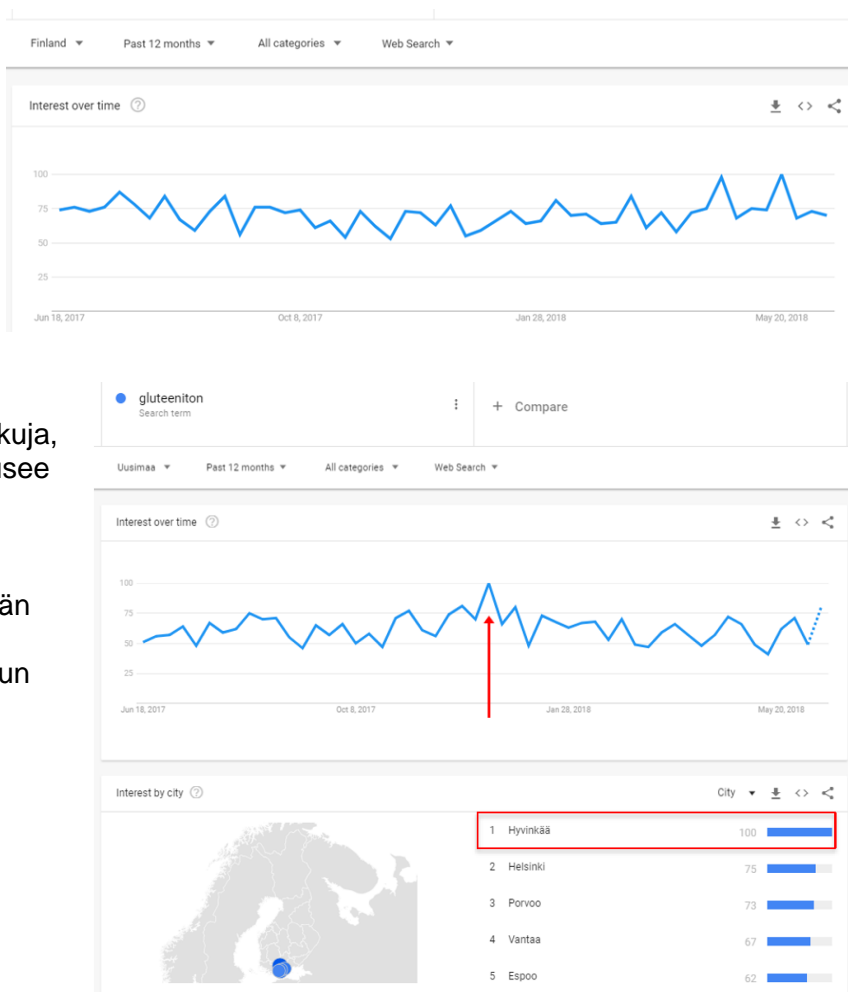 Finland Past 12 months All categories Web Search
Interest over time ?
100
75
50
25
Jun 18, 2017 Oct 8, 2017 Jan 28, 2018 May 20, 2018
kuja,
usee
än
un
gluteeniton
Search term
+ Compare
Uusimaa Past 12 months All categories Web Search
Interest over time ?
100
75
50
25
Jun 18, 2017 Oct 8, 2017 Jan 28, 2018 May 20, 2018
Interest by city ? City
1 Hyvinkää 100
2 Helsinki 75
3 Porvoo 73
4 Vantaa 67
5 Espoo 62